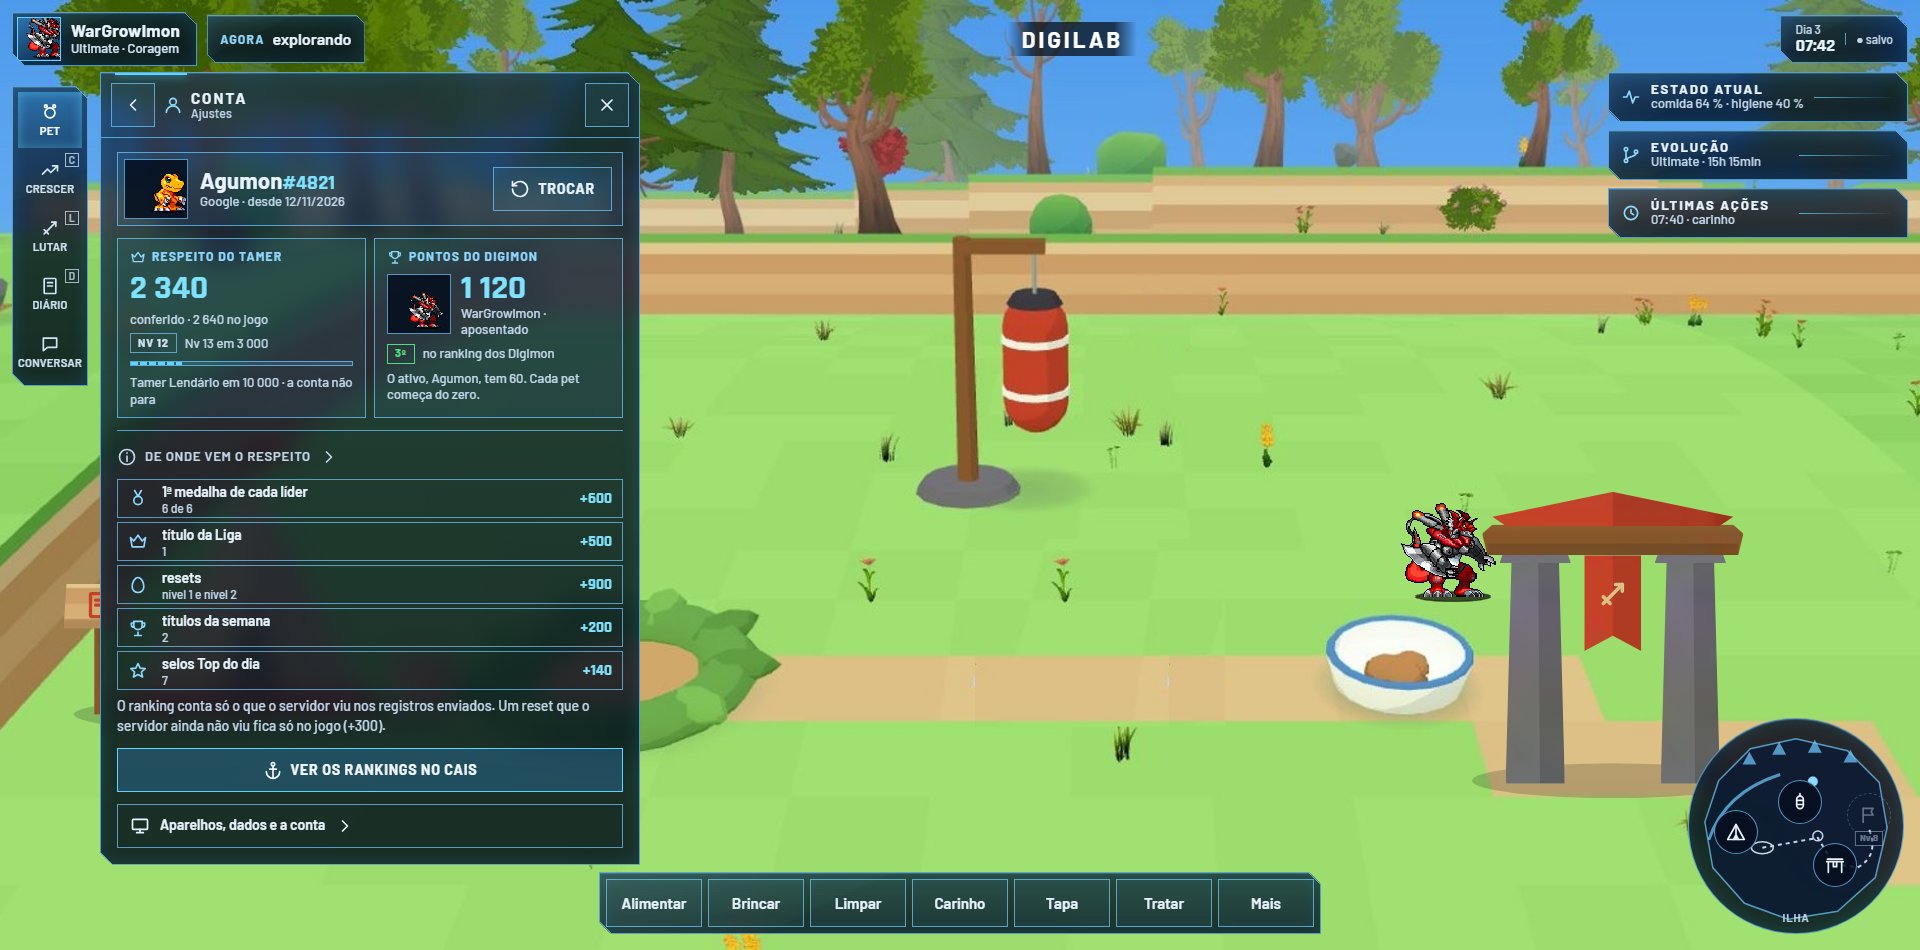 WarGrowlmon
Ultimate · Coragem
AGORA explorando
DIGILAB
Dia 3
07:42
• salvo
ESTADO ATUAL
comida 64 % · higiene 40 %
EVOLUÇÃO
Ultimate · 15h 15min
ÚLTIMAS AÇÕES
07:40 · carinho
PET
C
CRESCER
L
LUTAR
D
DIÁRIO
CONVERSAR
CONTA
Ajustes
Agumon#4821
Google · desde 12/11/2026
TROCAR
RESPEITO DO TAMER
2 340
conferido · 2 640 no jogo
NV 12 Nv 13 em 3 000
Tamer Lendário em 10 000 · a conta não
para
PONTOS DO DIGIMON
1 120
WarGrowlmon ·
aposentado
3º no ranking dos Digimon
O ativo, Agumon, tem 60. Cada pet
começa do zero.
DE ONDE VEM O RESPEITO
1ª medalha de cada líder
6 de 6
+600
título da Liga
1
+500
resets
nível 1 e nível 2
+900
títulos da semana
2
+200
selos Top do dia
7
+140
O ranking conta só o que o servidor viu nos registros enviados. Um reset que o
servidor ainda não viu fica só no jogo (+300).
VER OS RANKINGS NO CAIS
Aparelhos, dados e a conta
Alimentar
Brincar
Limpar
Carinho
Tapa
Tratar
Mais
ILHA